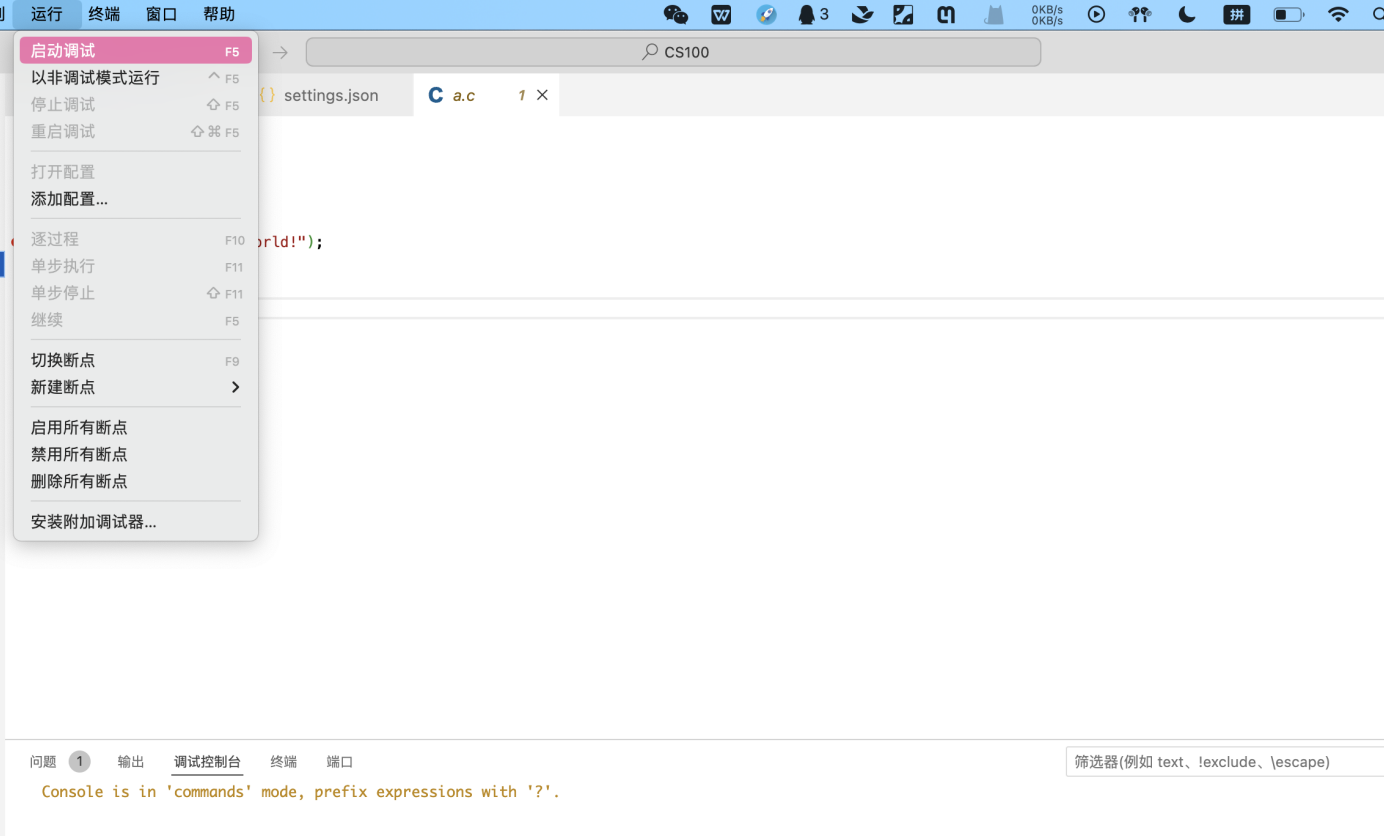 运行 终端 窗口 帮助 3 0KB/s 拼
0KB/s
启动调试 F5
CS100
以非调试模式运行 ^ F5
停止调试 ⇧ F5
{} settings.json
C a.c 1
重启调试 ⇧ ⌘ F5
打开配置
添加配置...
逐过程 F10
orld!");
单步执行 F11
单步停止 ⇧ F11
继续 F5
切换断点 F9
新建断点
启用所有断点
禁用所有断点
删除所有断点
安装附加调试器...
问题 1 输出 调试控制台 终端 端口 筛选器(例如 text、!exclude、\escape)
Console is in 'commands' mode, prefix expressions with '?'.